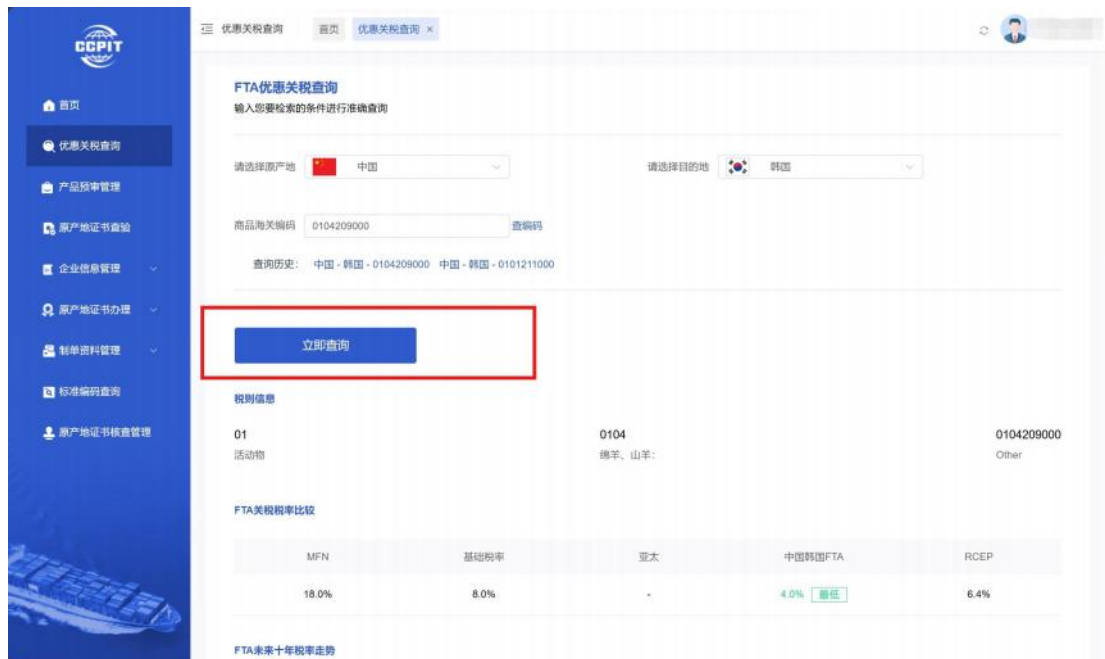 CCPIT
首页
优惠关税查询
产品预审管理
原产地证书查验
企业信息管理
原产地证书办理
制单资料管理
标准编码查询
原产地证书核查管理
优惠关税查询 首页 优惠关税查询 ×
FTA优惠关税查询
输入您要检索的条件进行准确查询
请选择原产地 中国 请选择目的地 韩国
商品海关编码 0104209000 查编码
查询历史： 中国 - 韩国 - 0104209000 中国 - 韩国 - 0101211000
立即查询
税则信息
01 0104 0104209000
活动物 绵羊、山羊： Other
FTA关税税率比较
MFN 基础税率 亚太 中国韩国FTA RCEP
18.0% 8.0% - 4.0% 最低 6.4%
FTA未来十年税率走势